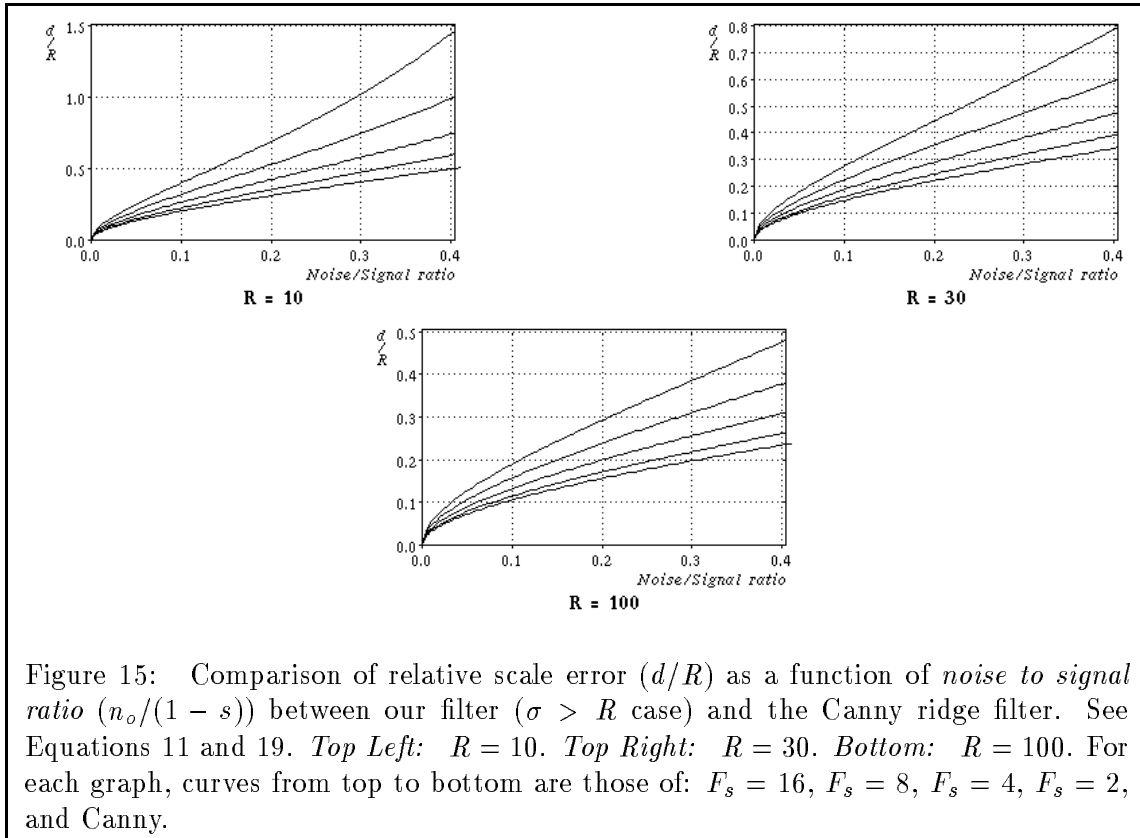 d
/
R
1.5
1.0
0.5
0.0
0.0 0.1 0.2 0.3 0.4
Noise/Signal ratio
R = 10
d
/
R
0.8
0.7
0.6
0.5
0.4
0.3
0.2
0.1
0.0
0.0 0.1 0.2 0.3 0.4
Noise/Signal ratio
R = 30
d
/
R
0.5
0.4
0.3
0.2
0.1
0.0
0.0 0.1 0.2 0.3 0.4
Noise/Signal ratio
R = 100
Figure 15: Comparison of relative scale error (d/R) as a function of noise to signal
ratio (n_o/(1 − s)) between our filter (σ > R case) and the Canny ridge filter. See
Equations 11 and 19. Top Left: R = 10. Top Right: R = 30. Bottom: R = 100. For
each graph, curves from top to bottom are those of: F_s = 16, F_s = 8, F_s = 4, F_s = 2,
and Canny.